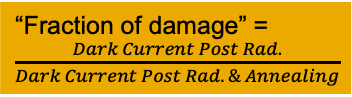 “Fraction of damage” =
Dark Current Post Rad.
Dark Current Post Rad. & Annealing